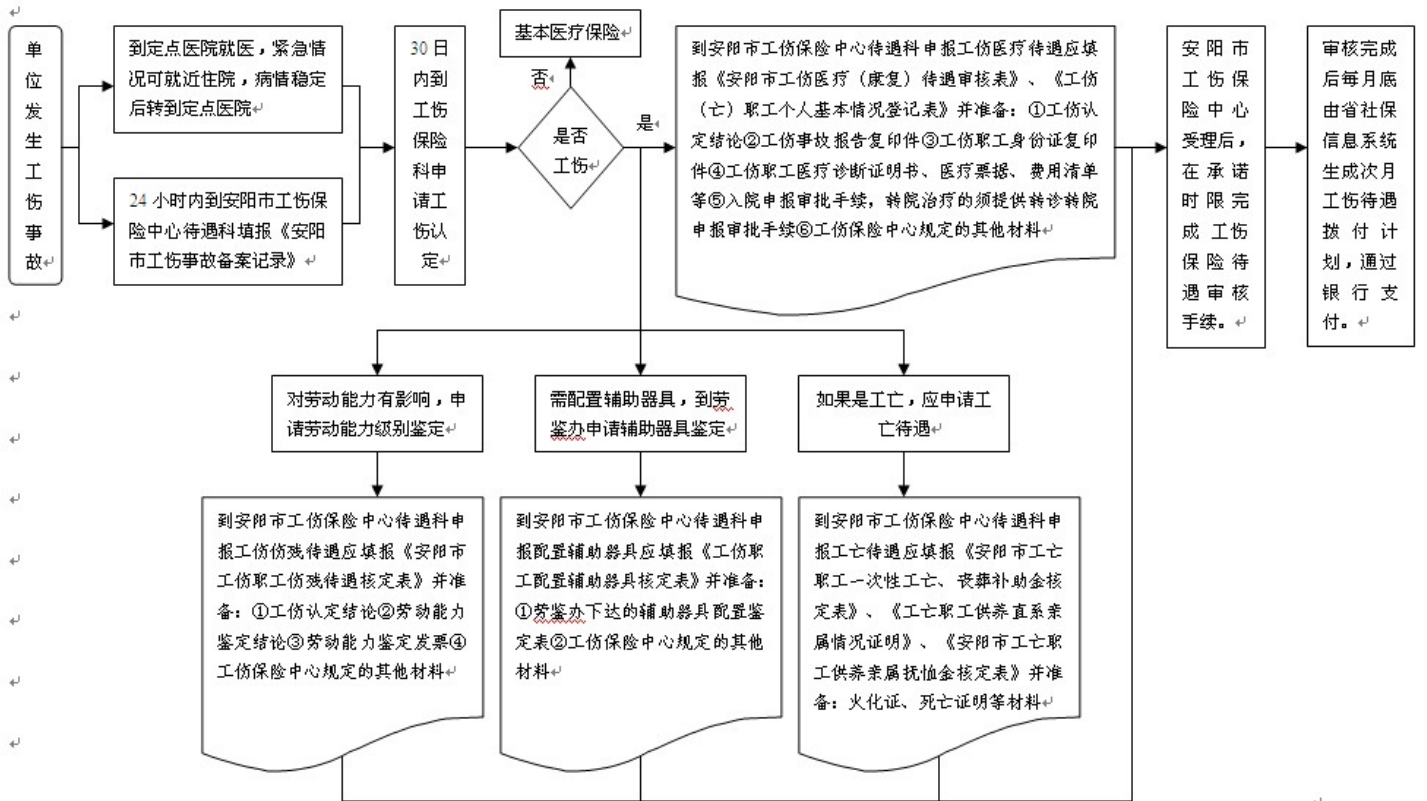 单
位
发
生
工
伤
事
故
到定点医院就医，紧急情
况可就近住院，病情稳定
后转到定点医院
24 小时内到安阳市工伤保
险中心待遇科填报《安阳
市工伤事故备案记录》
30 日
内到
工伤
保险
科申
请工
伤认
定
基本医疗保险
否
是否
工伤
是
到安阳市工伤保险中心待遇科申报工伤医疗待遇应填
报《安阳市工伤医疗（康复）待遇审核表》、《工伤
（亡）职工个人基本情况登记表》并准备：①工伤认
定结论②工伤事故报告复印件③工伤职工身份证复印
件④工伤职工医疗诊断证明书、医疗票据、费用清单
等⑤入院申报审批手续，转院治疗的须提供转诊转院
申报审批手续⑥工伤保险中心规定的其他材料
安阳市
工伤保
险中心
受理后，
在承诺
时限完
成工伤
保险待
遇审核
手续。
审核完成
后每月底
由省社保
信息系统
生成次月
工伤待遇
拨付计
划，通过
银行支
付。
对劳动能力有影响，申
请劳动能力级别鉴定
需配置辅助器具，到劳
鉴办申请辅助器具鉴定
如果是工亡，应申请工
亡待遇
到安阳市工伤保险中心待遇科申
报工伤伤残待遇应填报《安阳市
工伤职工伤残待遇核定表》并准
备：①工伤认定结论②劳动能力
鉴定结论③劳动能力鉴定发票④
工伤保险中心规定的其他材料
到安阳市工伤保险中心待遇科申
报配置辅助器具应填报《工伤职
工配置辅助器具核定表》并准备：
①劳鉴办下达的辅助器具配置鉴
定表②工伤保险中心规定的其他
材料
到安阳市工伤保险中心待遇科申
报工亡待遇应填报《安阳市工亡
职工一次性工亡、丧葬补助金核
定表》、《工亡职工供养直系亲
属情况证明》、《安阳市工亡职
工供养亲属抚恤金核定表》并准
备：火化证、死亡证明等材料